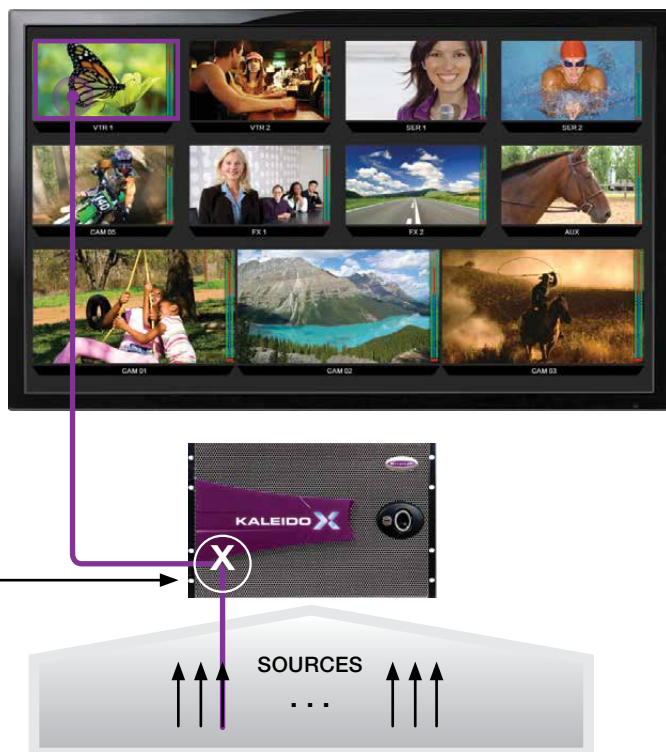 VTR 1
VTR 2
SER 1
SER 2
CAM 05
FX 1
FX 2
AUX
CAM 01
CAM 02
CAM 03
KALEIDO X
X
SOURCES
. . .